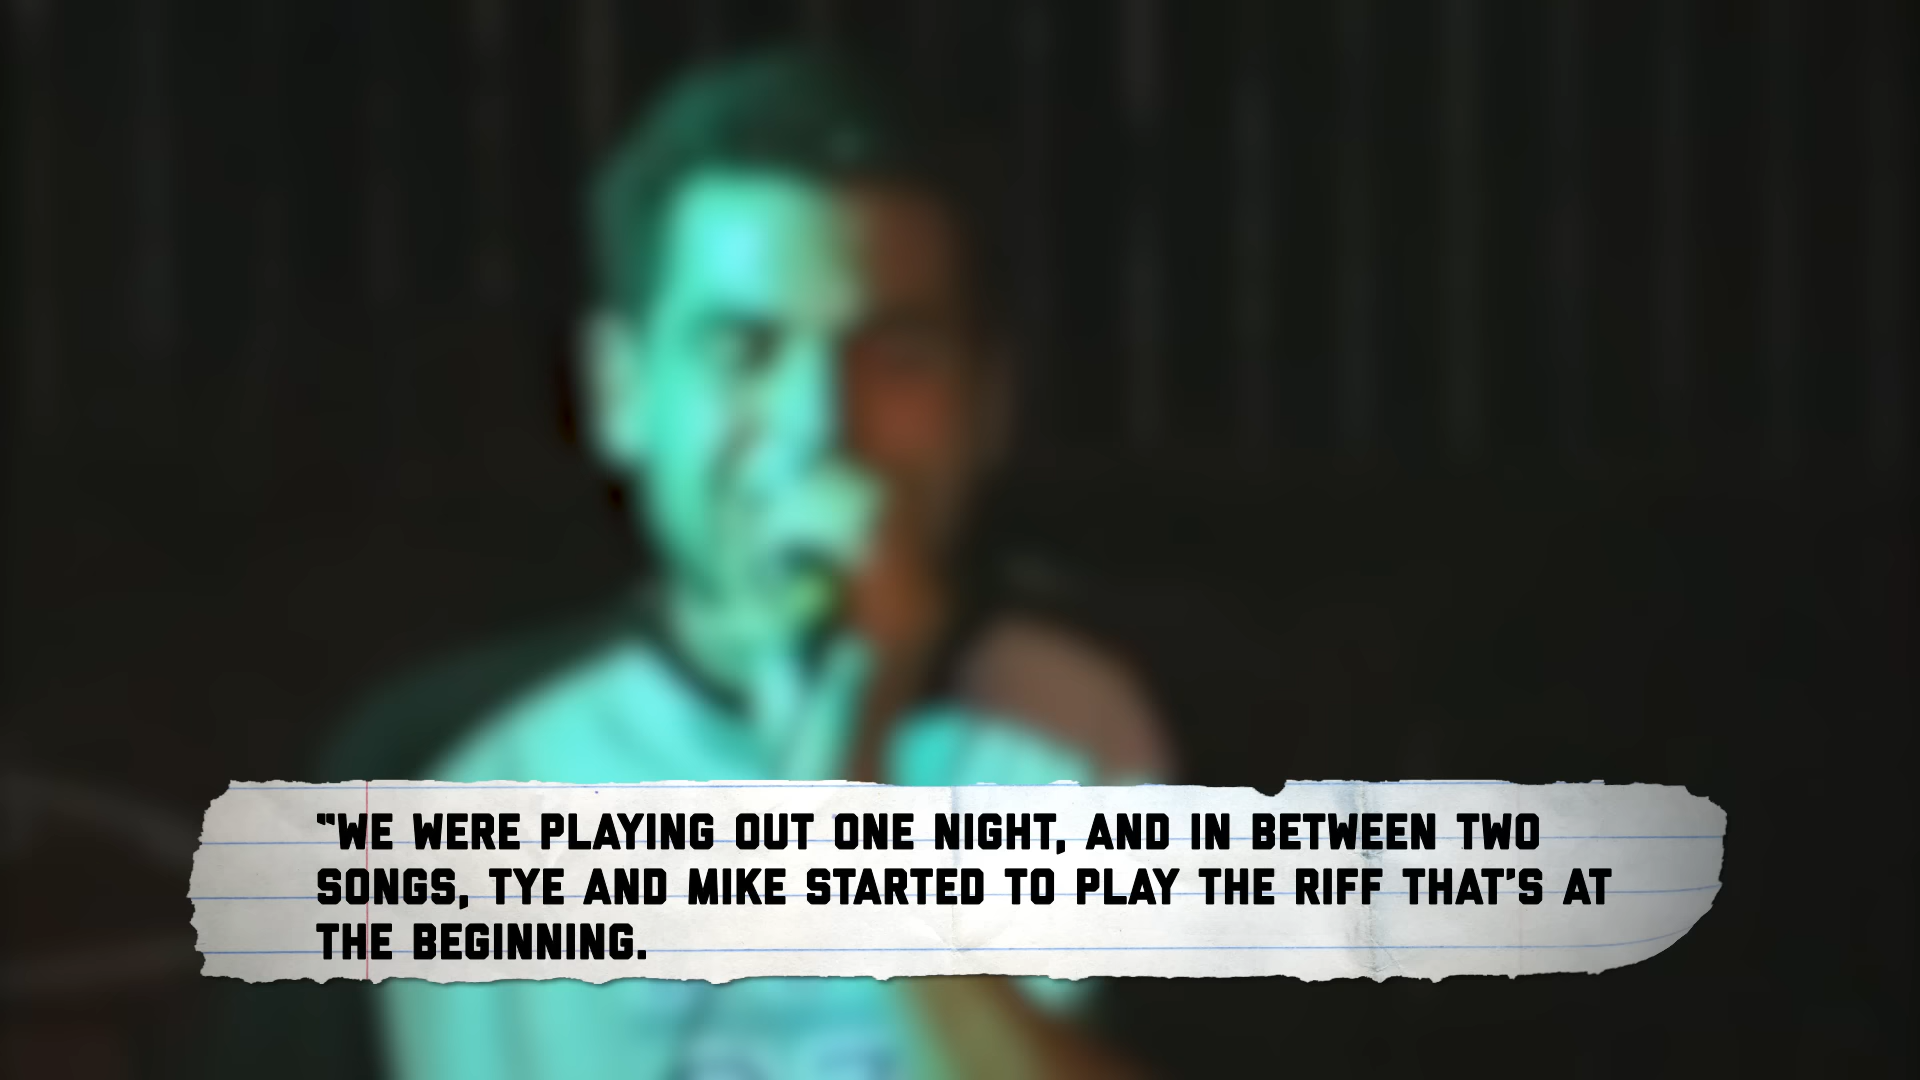 "WE WERE PLAYING OUT ONE NIGHT, AND IN BETWEEN TWO
SONGS, TYE AND MIKE STARTED TO PLAY THE RIFF THAT'S AT
THE BEGINNING.